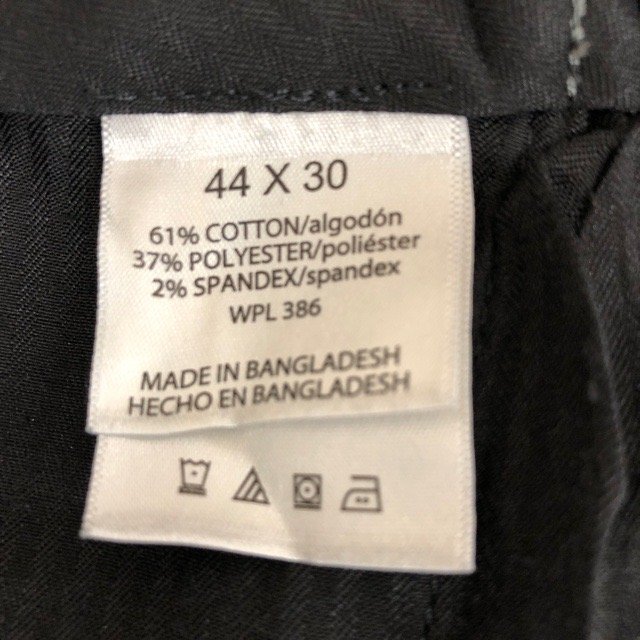 44 X 30
61% COTTON/algodón
37% POLYESTER/poliéster
2% SPANDEX/spandex
WPL 386
MADE IN BANGLADESH
HECHO EN BANGLADESH